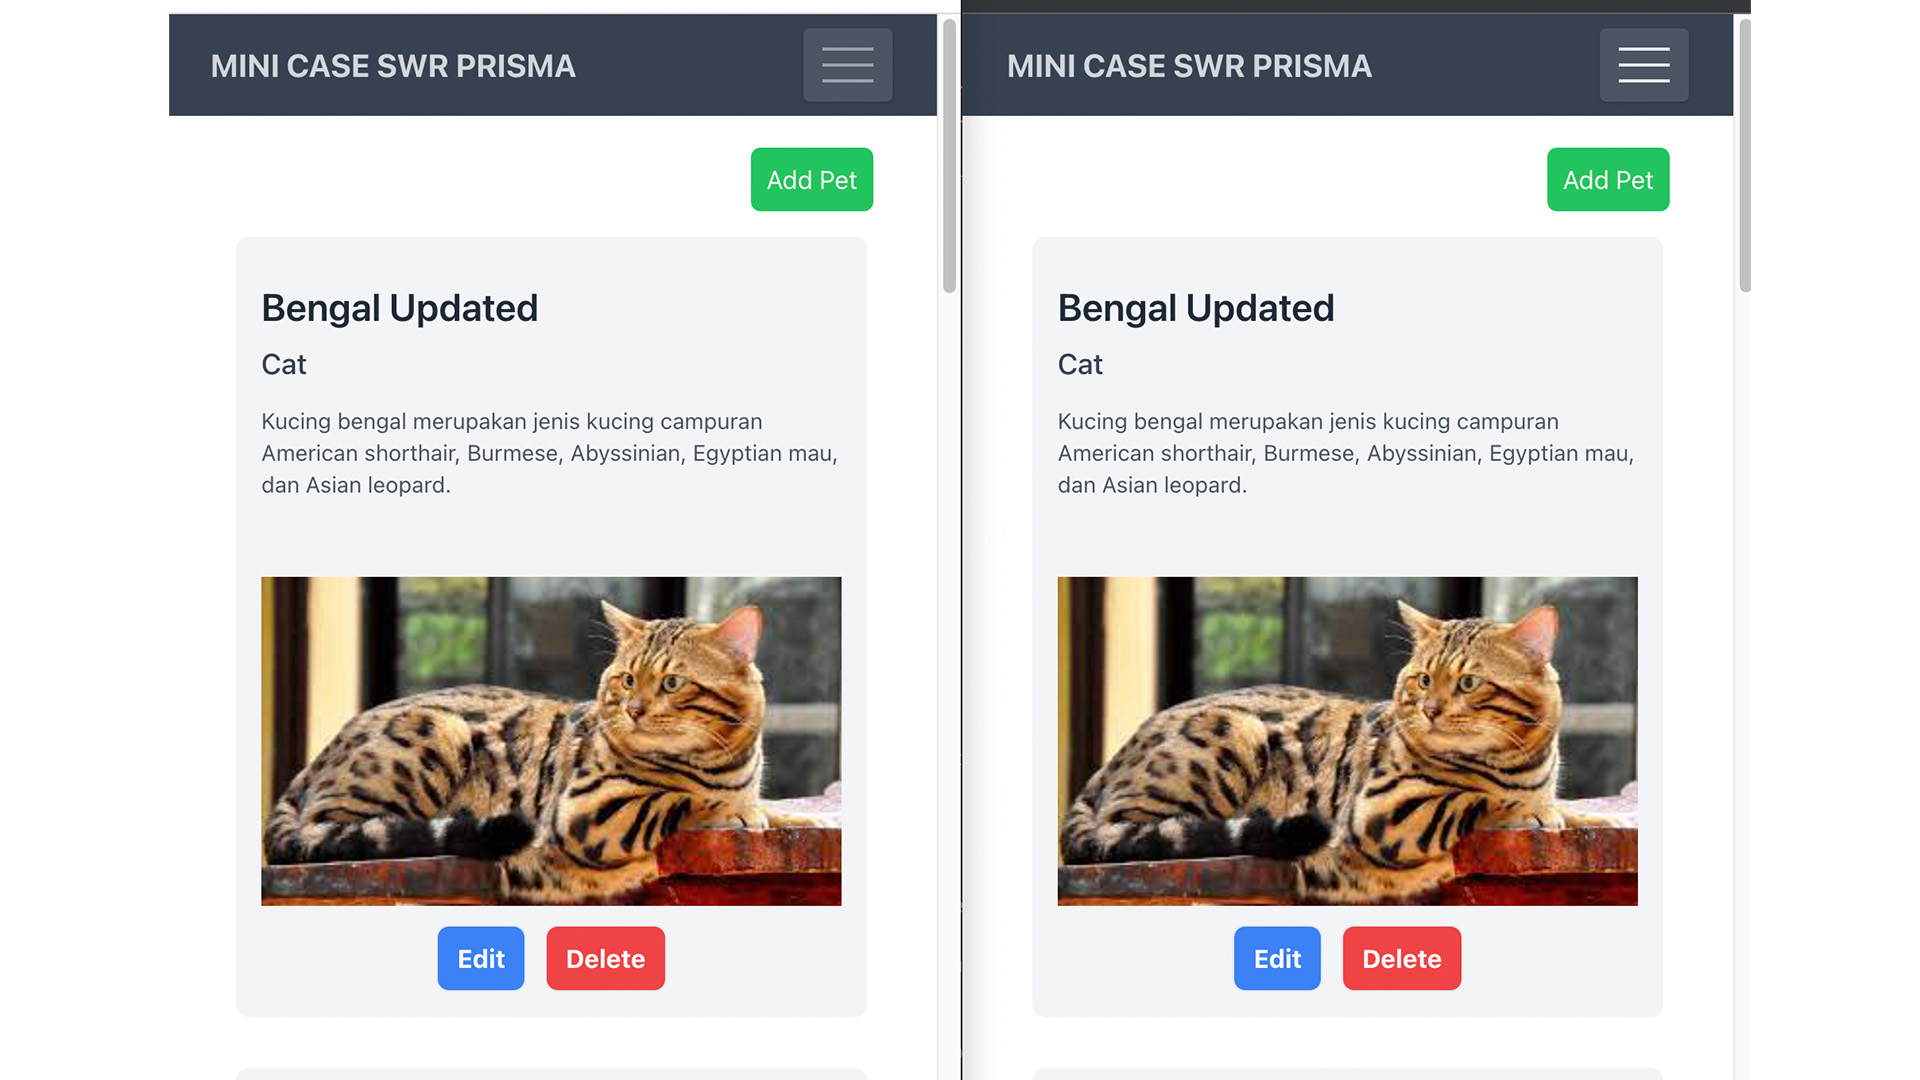 MINI CASE SWR PRISMA
Add Pet
Bengal Updated
Cat
Kucing bengal merupakan jenis kucing campuran
American shorthair, Burmese, Abyssinian, Egyptian mau,
dan Asian leopard.
Edit
Delete
MINI CASE SWR PRISMA
Add Pet
Bengal Updated
Cat
Kucing bengal merupakan jenis kucing campuran
American shorthair, Burmese, Abyssinian, Egyptian mau,
dan Asian leopard.
Edit
Delete